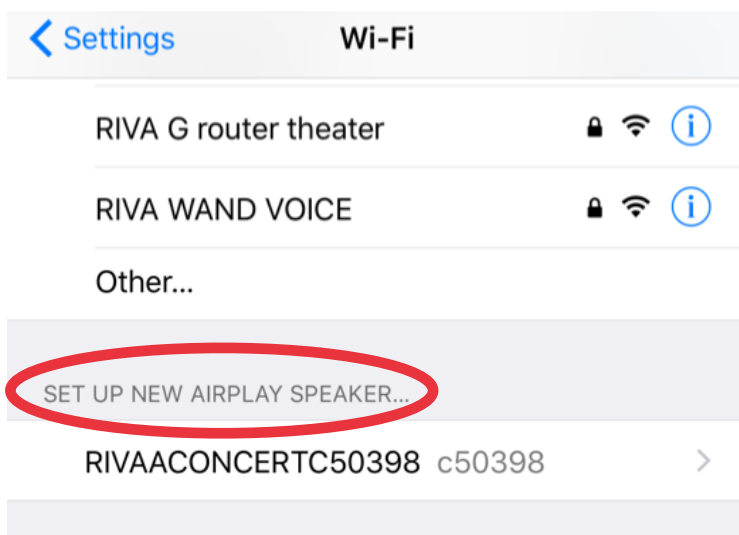 Settings Wi-Fi
RIVA G router theater
RIVA WAND VOICE
Other...
SET UP NEW AIRPLAY SPEAKER...
RIVAACONCERTC50398 c50398